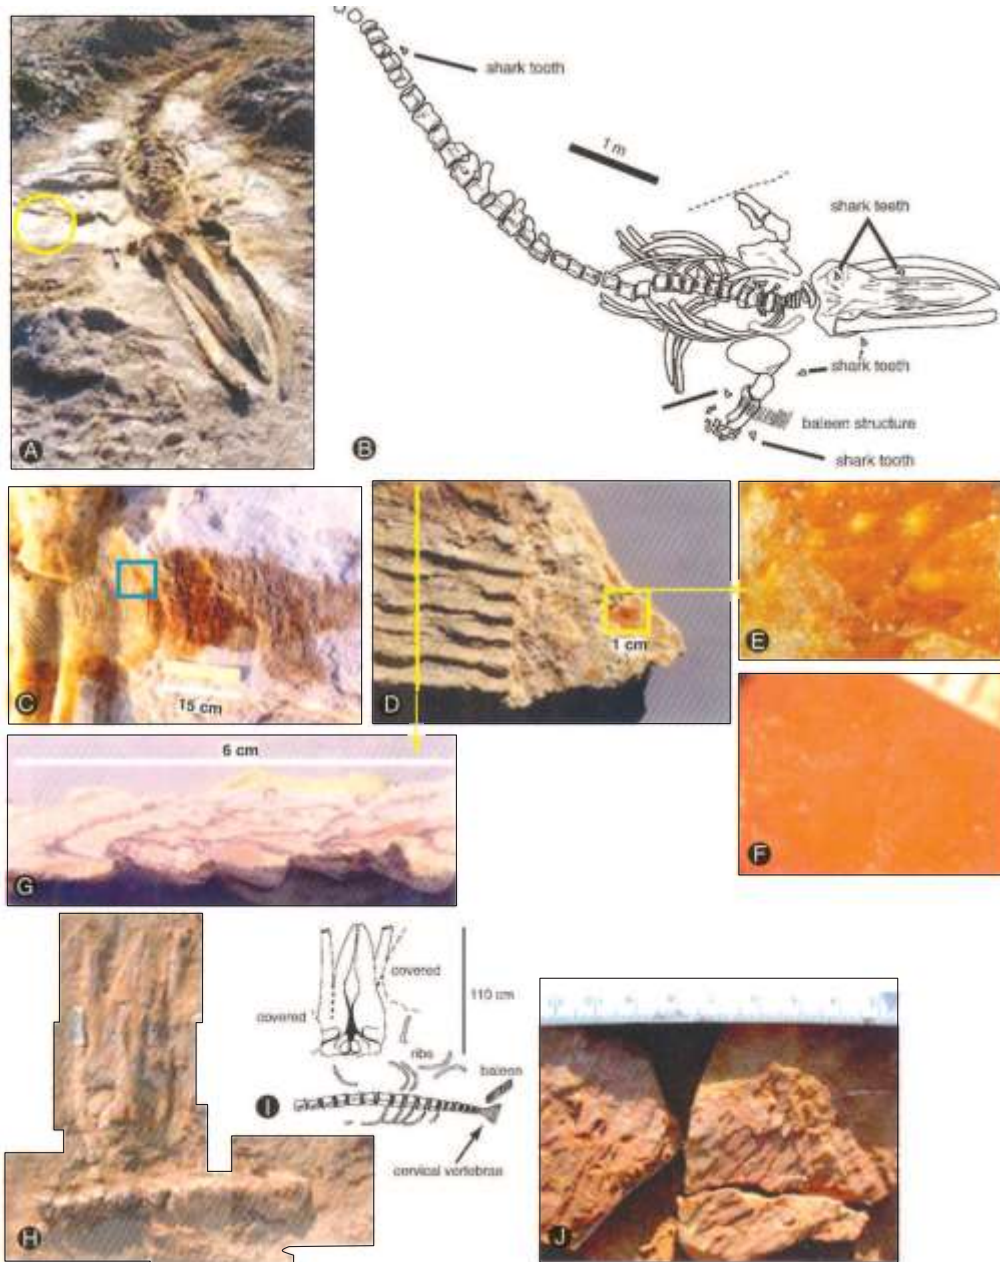 A
shark tooth
1 m
shark teeth
shark teeth
baleen structure
shark tooth
B
C
15 cm
D
1 cm
E
F
6 cm
G
H
covered
covered
110 cm
ribs
baleen
I
cervical vertebrae
J